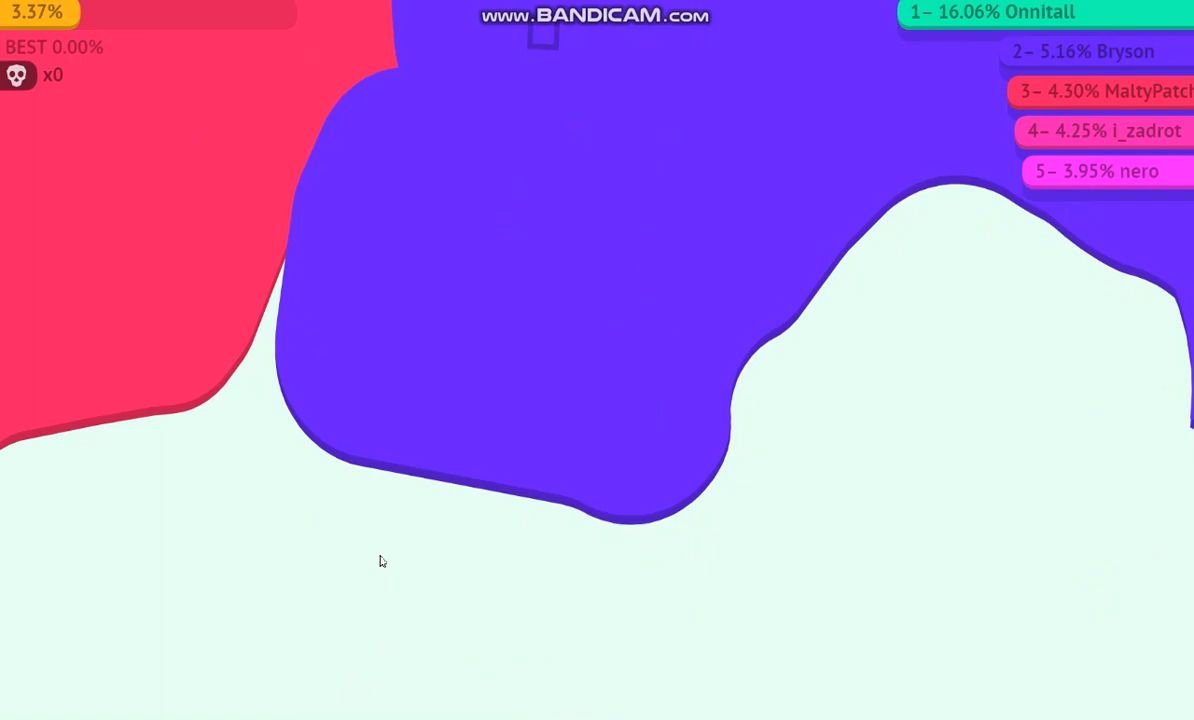 3.37%
BEST 0.00%
x0
www.BANDICAM.com
1– 16.06% Onnitall
2– 5.16% Bryson
3– 4.30% MaltyPatch
4– 4.25% i_zadrot
5– 3.95% nero